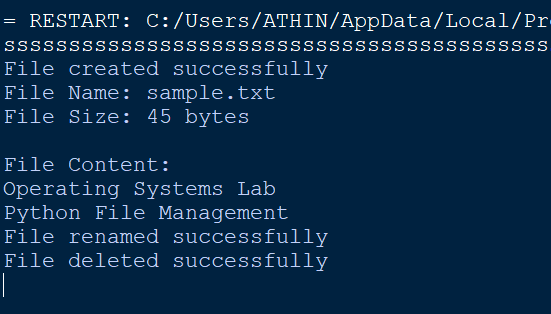 = RESTART: C:/Users/ATHIN/AppData/Local/Pr
ssssssssssssssssssssssssssssssssssssssssss
File created successfully
File Name: sample.txt
File Size: 45 bytes

File Content:
Operating Systems Lab
Python File Management
File renamed successfully
File deleted successfully